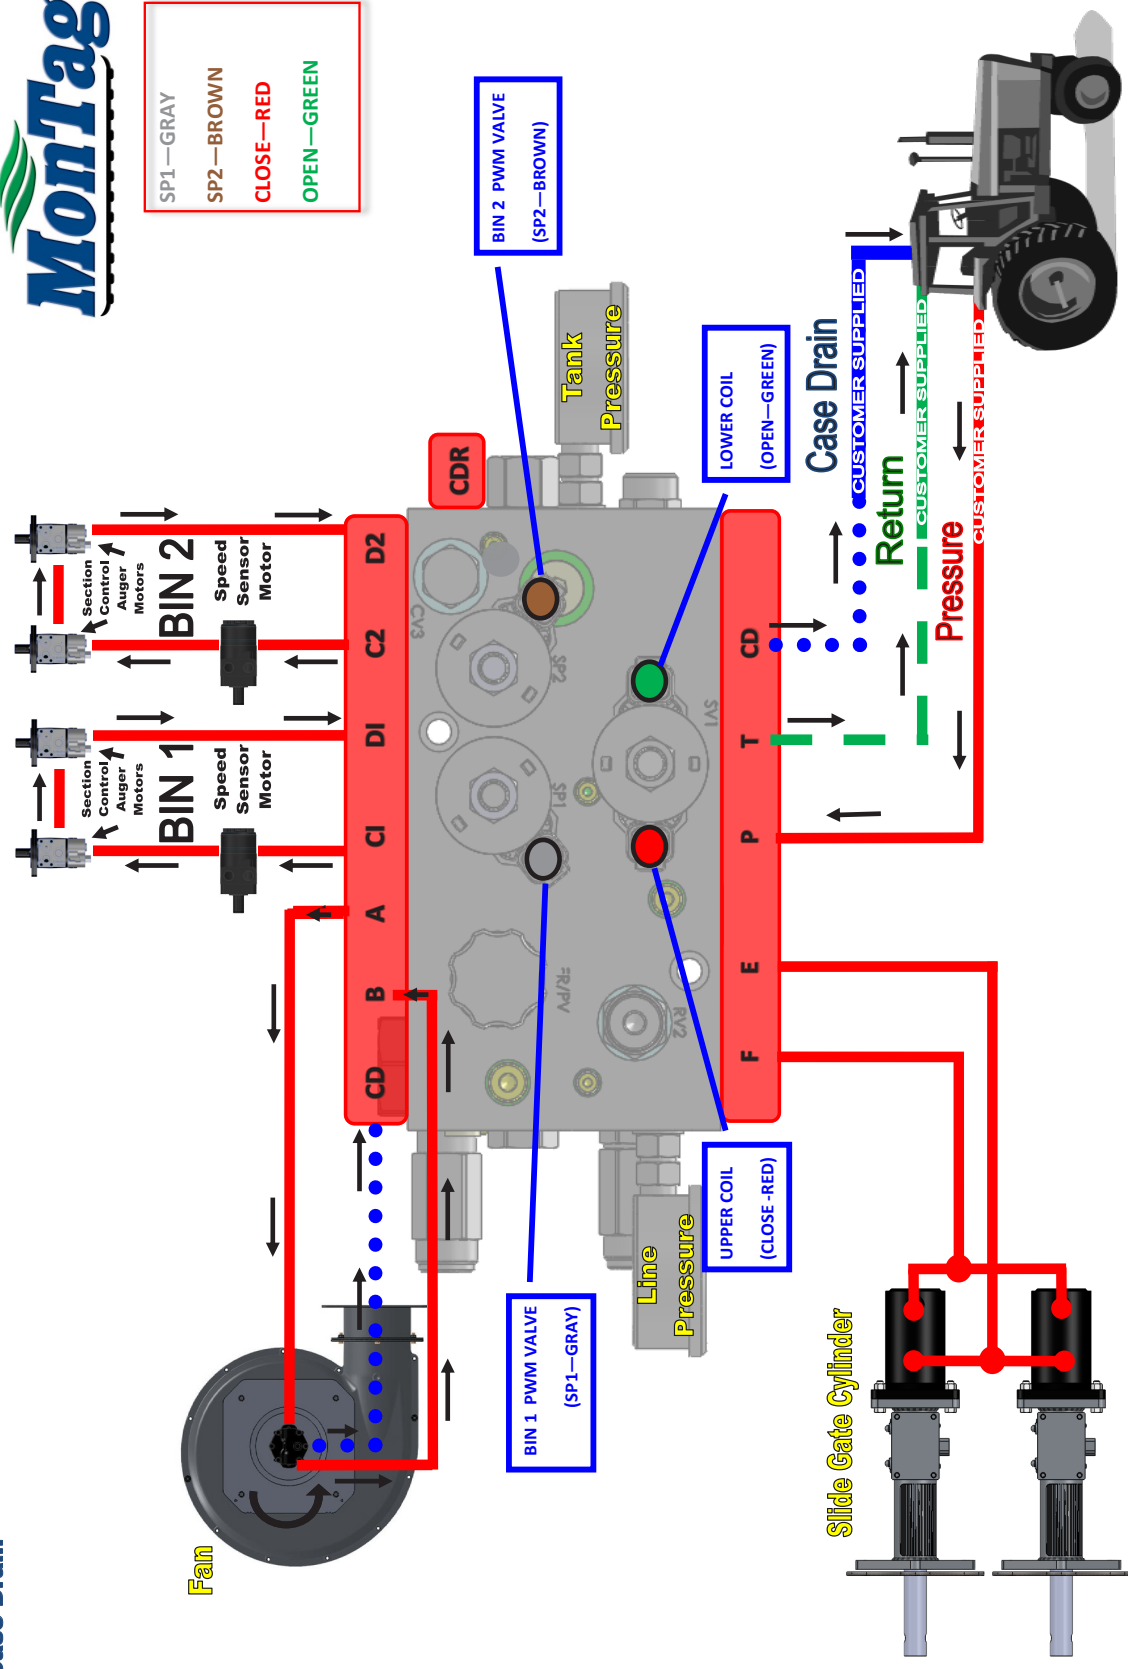 MonTag
SP1—GRAY
SP2—BROWN
CLOSE—RED
OPEN—GREEN
BIN 2 PWM VALVE
(SP2—BROWN)
Tank
Pressure
LOWER COIL
(OPEN—GREEN)
Case Drain
CUSTOMER SUPPLIED
Return
CUSTOMER SUPPLIED
Pressure
CUSTOMER SUPPLIED
Section
Control
Auger
Motors
BIN 2
Speed
Sensor
Motor
Section
Control
Auger
Motors
BIN 1
Speed
Sensor
Motor
CDR
D2
C2
DI
CI
A
B
CD
CV3
SP2
SP1
SV1
FR/PV
RV2
CD
T
P
E
F
BIN 1 PWM VALVE
(SP1—GRAY)
Line
Pressure
UPPER COIL
(CLOSE -RED)
Fan
Slide Gate Cylinder